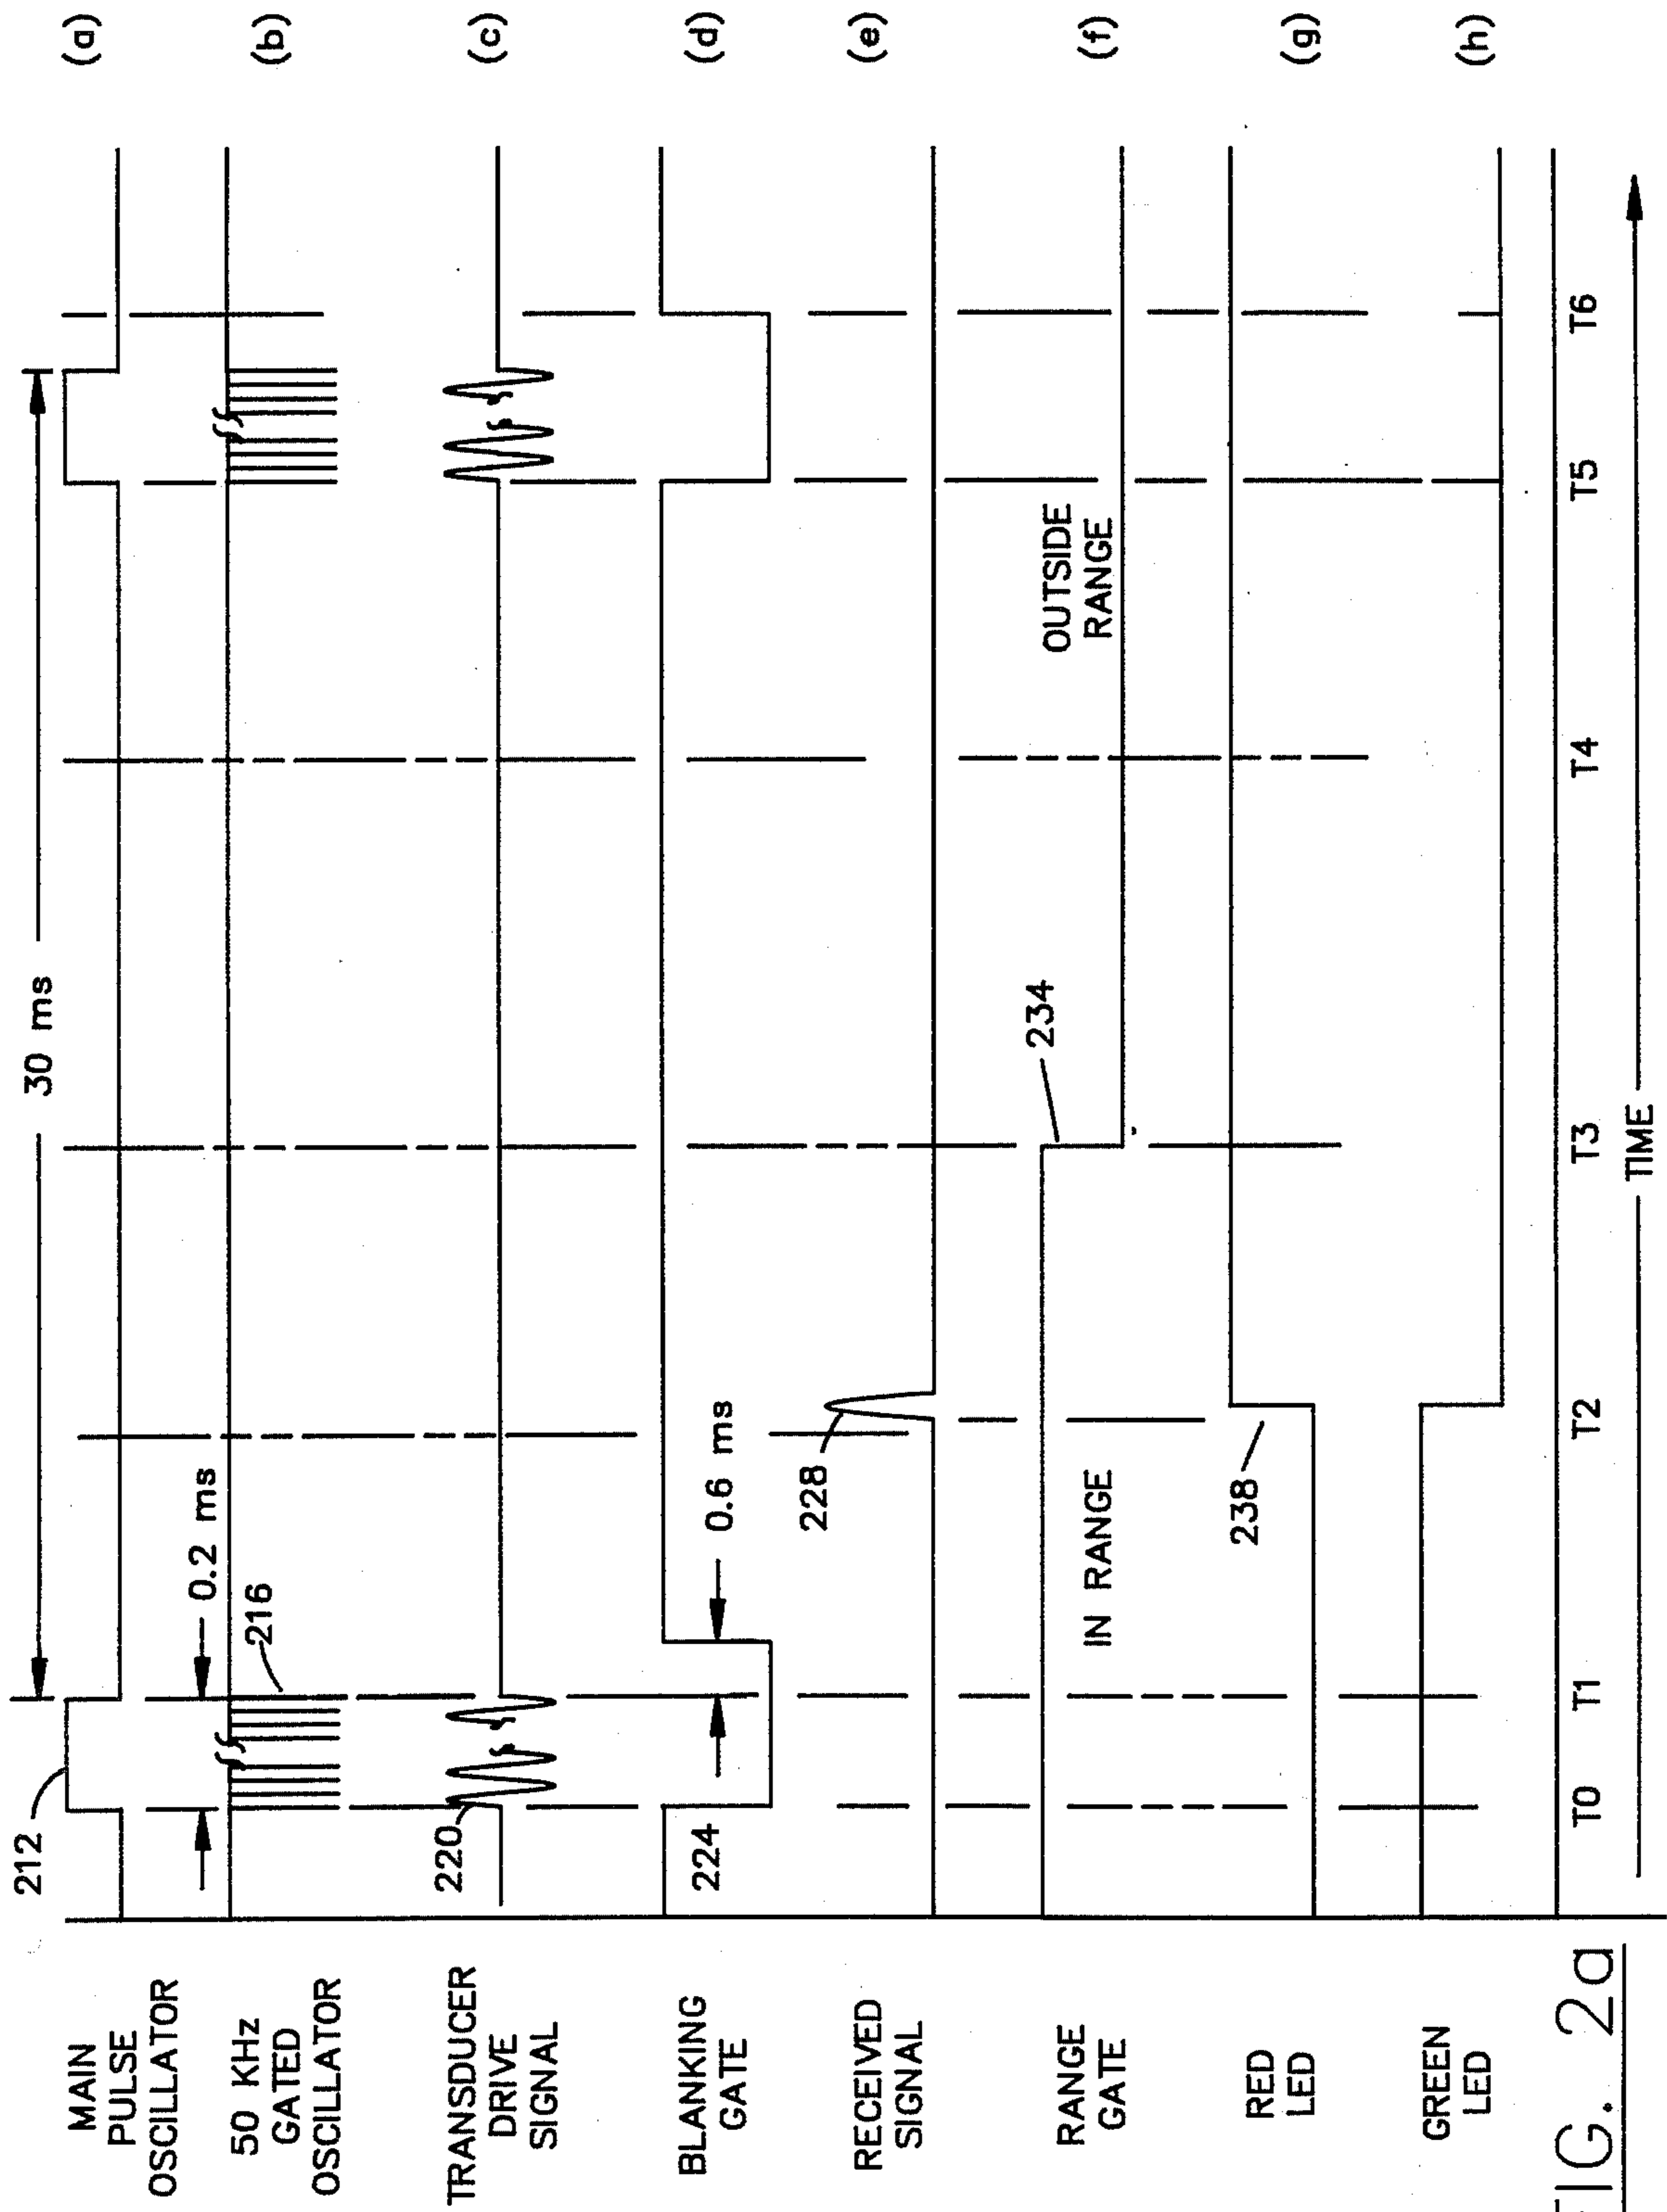 30 ms
212
MAIN
PULSE
OSCILLATOR
(a)
0.2 ms
50 KHz
GATED
OSCILLATOR
216
(b)
TRANSDUCER
DRIVE
SIGNAL
220
(c)
BLANKING
GATE
224
0.6 ms
(d)
RECEIVED
SIGNAL
228
(e)
RANGE
GATE
IN RANGE
234
OUTSIDE
RANGE
(f)
RED
LED
238
(g)
GREEN
LED
(h)
T0 T1 T2 T3 T4 T5 T6
TIME
FIG. 2a